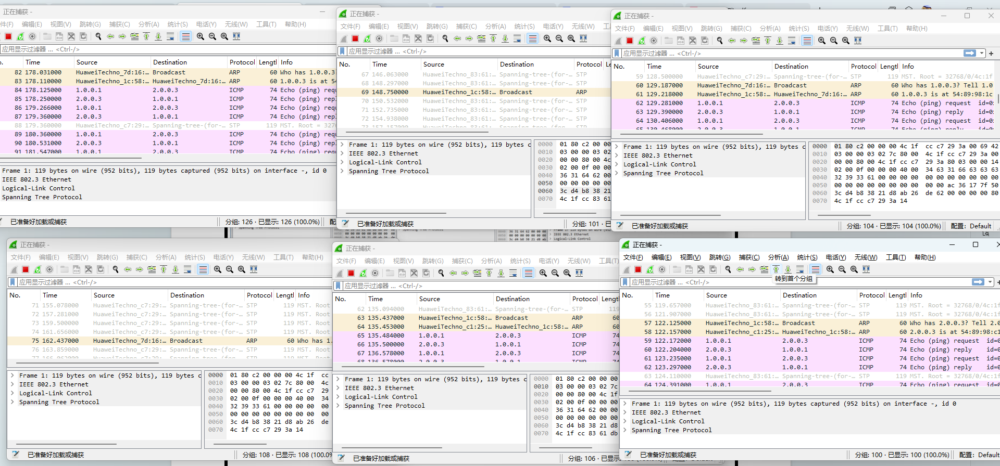 正在捕获 -
件(F) 编辑(E) 视图(V) 跳转(G) 捕获(C) 分析(A) 统计(S) 电话(Y) 无线(W) 工具(T) 帮助(H)
应用显示过滤器 … <Ctrl-/>
Time Source Destination Protocol Lengtl Info
82 178.031000 HuaweiTechno_7d:16:… Broadcast ARP 60 Who has 1.0.0.3?
83 178.110000 HuaweiTechno_1c:58:… HuaweiTechno_7d:16:… ARP 60 1.0.0.3 is at 54
84 178.125000 1.0.0.1 2.0.0.3 ICMP 74 Echo (ping) requ
85 178.250000 2.0.0.3 1.0.0.1 ICMP 74 Echo (ping) repl
86 179.266000 1.0.0.1 2.0.0.3 ICMP 74 Echo (ping) requ
87 179.360000 2.0.0.3 1.0.0.1 ICMP 74 Echo (ping) repl
88 179.360000 HuaweiTechno_c7:29:… Spanning-tree-(for-… STP 119 MST. Root = 3276
89 180.360000 1.0.0.1 2.0.0.3 ICMP 74 Echo (ping) requ
90 180.531000 2.0.0.3 1.0.0.1 ICMP 74 Echo (ping) repl
91 181.547000 1.0.0.1 2.0.0.3 ICMP 74 Echo (ping) requ
Frame 1: 119 bytes on wire (952 bits), 119 bytes captured (952 bits) on interface -, id 0
IEEE 802.3 Ethernet
Logical-Link Control
Spanning Tree Protocol
已准备好加载或捕获 分组: 126 · 已显示: 126 (100.0%) 配
正在捕获 -
文件(F) 编辑(E) 视图(V) 跳转(G) 捕获(C) 分析(A) 统计(S) 电话(Y) 无线(W) 工
应用显示过滤器 … <Ctrl-/>
No. Time Source Destination Protocol Le
67 146.063000 HuaweiTechno_83:61:… Spanning-tree-(for-… STP
68 148.297000 HuaweiTechno_83:61:… Spanning-tree-(for-… STP
69 148.750000 HuaweiTechno_1c:58:… Broadcast ARP
70 150.532000 HuaweiTechno_83:61:… Spanning-tree-(for-… STP
71 152.735000 HuaweiTechno_83:61:… Spanning-tree-(for-… STP
72 154.938000 HuaweiTechno_83:61:… Spanning-tree-(for-… STP
73 157.157000 HuaweiTechno_83:61:… Spanning-tree-(for-… STP
Frame 1: 119 bytes on wire (952 bits), 119 bytes c
IEEE 802.3 Ethernet
Logical-Link Control
Spanning Tree Protocol
0000 01 80 c2 00 00
0010 03 00 00 03 02
0020 00 00 80 00 4c
0030 02 00 0f 00 00
0040 36 31 64 62 00
0050 00 00 00 00 00
0060 3c d4 b8 38 21
0070 4c 1f cc 83 61
已准备好加载或捕获 分组: 101 · 已
正在捕获 -
文件(F) 编辑(E) 视图(V) 跳转(G) 捕获(C) 分析(A) 统计(S) 电话(Y) 无线(W) 工具(T) 帮助(H)
应用显示过滤器 … <Ctrl-/>
No. Time Source Destination Protocol Lengtl Info
59 128.500000 HuaweiTechno_c7:29:… Spanning-tree-(for-… STP 119 MST. Root = 32768/0/4c:1f
60 129.187000 HuaweiTechno_7d:16:… Broadcast ARP 60 Who has 1.0.0.3? Tell 1.0
61 129.218000 HuaweiTechno_1c:58:… HuaweiTechno_7d:16:… ARP 60 1.0.0.3 is at 54:89:98:1c
62 129.281000 1.0.0.1 2.0.0.3 ICMP 74 Echo (ping) request id=0
63 129.390000 2.0.0.3 1.0.0.1 ICMP 74 Echo (ping) reply id=0
64 130.406000 1.0.0.1 2.0.0.3 ICMP 74 Echo (ping) request id=0
65 130.468000 2.0.0.3 1.0.0.1 ICMP 74 Echo (ping) reply id=0
Frame 1: 119 bytes on wire (952 bits), 119 bytes c
IEEE 802.3 Ethernet
Logical-Link Control
Spanning Tree Protocol
0000 01 80 c2 00 00 00 4c 1f cc c7 29 3a 00 69 42
0010 03 00 00 03 02 7c 80 00 4c 1f cc c7 29 3a 00
0020 00 00 80 00 4c 1f cc c7 29 3a 80 03 00 00 14
0030 02 00 0f 00 00 00 40 00 34 63 31 66 63 63 63
0040 32 39 33 61 00 00 00 00 00 00 00 00 00 00 00
0050 00 00 00 00 00 00 00 00 00 00 ac 36 17 7f 50
0060 3c d4 b8 38 21 d8 ab 26 de 62 00 00 00 00 80
0070 4c 1f cc c7 29 3a 14
已准备好加载或捕获 分组: 104 · 已显示: 104 (100.0%) 配置: Default
正在捕获 -
文件(F) 编辑(E) 视图(V) 跳转(G) 捕获(C) 分析(A) 统计(S) 电话(Y) 无线(W) 工具(T) 帮助(H)
应用显示过滤器 … <Ctrl-/>
No. Time Source Destination Protocol Lengtl Info
71 155.078000 HuaweiTechno_c7:29:… Spanning-tree-(for-… STP 119 MST. Root
72 157.281000 HuaweiTechno_c7:29:… Spanning-tree-(for-… STP 119 MST. Root
73 159.500000 HuaweiTechno_c7:29:… Spanning-tree-(for-… STP 119 MST. Root
74 161.656000 HuaweiTechno_c7:29:… Spanning-tree-(for-… STP 119 MST. Root
75 162.437000 HuaweiTechno_7d:16:… Broadcast ARP 60 Who has 1.
76 163.859000 HuaweiTechno_c7:29:… Spanning-tree-(for-… STP 119 MST. Root
77 166.062000 HuaweiTechno_c7:29:… Spanning-tree-(for-… STP 119 MST. Root
Frame 1: 119 bytes on wire (952 bits), 119 bytes c
IEEE 802.3 Ethernet
Logical-Link Control
Spanning Tree Protocol
0000 01 80 c2 00 00 00 4c 1f cc
0010 03 00 00 03 02 7c 80 00 4c
0020 00 00 80 00 4c 1f cc c7 29
0030 02 00 0f 00 00 00 40 00 34
0040 32 39 33 61 00 00 00 00 00
0050 00 00 00 00 00 00 00 00 00
0060 3c d4 b8 38 21 d8 ab 26 de
0070 4c 1f cc c7 29 3a 14
已准备好加载或捕获 分组: 108 · 已显示: 108 (100.0%
正在捕获 -
文件(F) 编辑(E) 视图(V) 跳转(G) 捕获(C) 分析(A) 统计(S) 电话(Y) 无线(W) 工具(T)
应用显示过滤器 … <Ctrl-/>
No. Time Source Destination Protocol Length
62 135.094000 HuaweiTechno_83:61:… Spanning-tree-(for-… STP 119
63 135.437000 HuaweiTechno_1c:58:… Broadcast ARP 60
64 135.453000 HuaweiTechno_c1:25:… HuaweiTechno_1c:58:… ARP 60
65 135.484000 1.0.0.1 2.0.0.3 ICMP 74
66 135.500000 2.0.0.3 1.0.0.1 ICMP 74
67 136.578000 1.0.0.1 2.0.0.3 ICMP 74
68 136.578000 2.0.0.3 1.0.0.1 ICMP 74
Frame 1: 119 bytes on wire (952 bits), 119 bytes c
IEEE 802.3 Ethernet
Logical-Link Control
Spanning Tree Protocol
0000 01 80 c2 00 00 00
0010 03 00 00 03 02 7c
0020 00 00 80 00 4c 1f
0030 02 00 0f 00 00 00
0040 36 31 64 62 00 00
0050 00 00 00 00 00 00
0060 3c d4 b8 38 21 d8
0070 4c 1f cc 83 61 db
已准备好加载或捕获 分组: 106 · 已显示
正在捕获 -
文件(F) 编辑(E) 视图(V) 跳转(G) 捕获(C) 分析(A) 统计(S) 电话(Y) 无线(W) 工具(T) 帮助(H)
转到首个分组
应用显示过滤器 … <Ctrl-/>
No. Time Source Destination Protocol Lengtl Info
55 119.657000 HuaweiTechno_83:61:… Spanning-tree-(for-… STP 119 MST. Root = 32768/0/4c:1f
56 121.907000 HuaweiTechno_83:61:… Spanning-tree-(for-… STP 119 MST. Root = 32768/0/4c:1f
57 122.125000 HuaweiTechno_1c:58:… Broadcast ARP 60 Who has 2.0.0.3? Tell 2.0
58 122.157000 HuaweiTechno_c1:25:… HuaweiTechno_1c:58:… ARP 60 2.0.0.3 is at 54:89:98:c1
59 122.172000 1.0.0.1 2.0.0.3 ICMP 74 Echo (ping) request id=0
60 122.204000 2.0.0.3 1.0.0.1 ICMP 74 Echo (ping) reply id=0
61 123.235000 1.0.0.1 2.0.0.3 ICMP 74 Echo (ping) request id=0
62 123.297000 2.0.0.3 1.0.0.1 ICMP 74 Echo (ping) reply id=0
63 124.110000 HuaweiTechno_83:61:… Spanning-tree-(for-… STP 119 MST. Root = 32768/0/4c:1f
64 124.391000 1.0.0.1 2.0.0.3 ICMP 74 Echo (ping) request id=0
Frame 1: 119 bytes on wire (952 bits), 119 bytes captured (952 bits) on interface -, id 0
IEEE 802.3 Ethernet
Logical-Link Control
Spanning Tree Protocol
已准备好加载或捕获 分组: 100 · 已显示: 100 (100.0%) 配置: Default